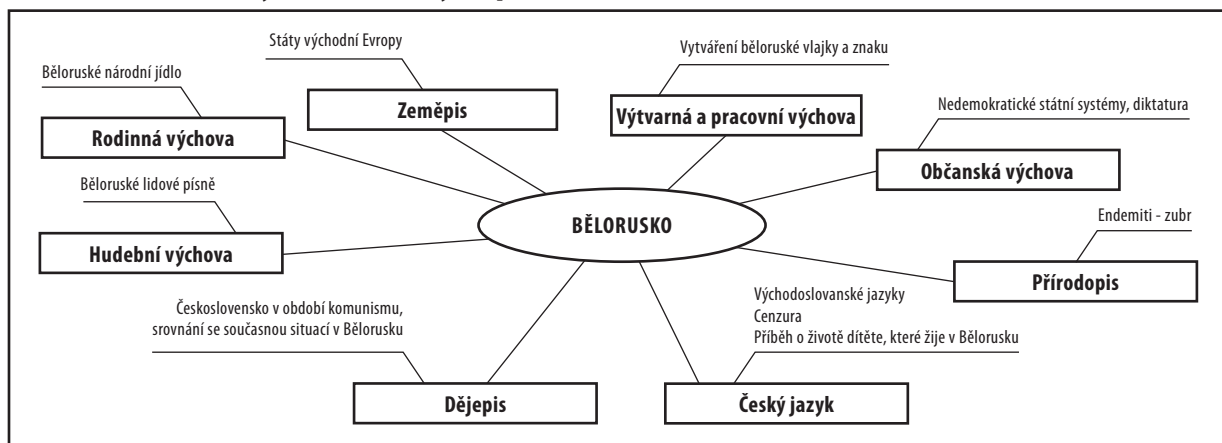 Státy východní Evropy
Zeměpis
Vytváření běloruské vlajky a znaku
Výtvarná a pracovní výchova
Běloruské národní jídlo
Rodinná výchova
Nedemokratické státní systémy, diktatura
Občanská výchova
Běloruské lidové písně
Hudební výchova
BĚLORUSKO
Endemiti - zubr
Přírodopis
Československo v období komunismu,
srovnání se současnou situací v Bělorusku
Dějepis
Východoslovanské jazyky
Cenzura
Příběh o životě dítěte, které žije v Bělorusku
Český jazyk